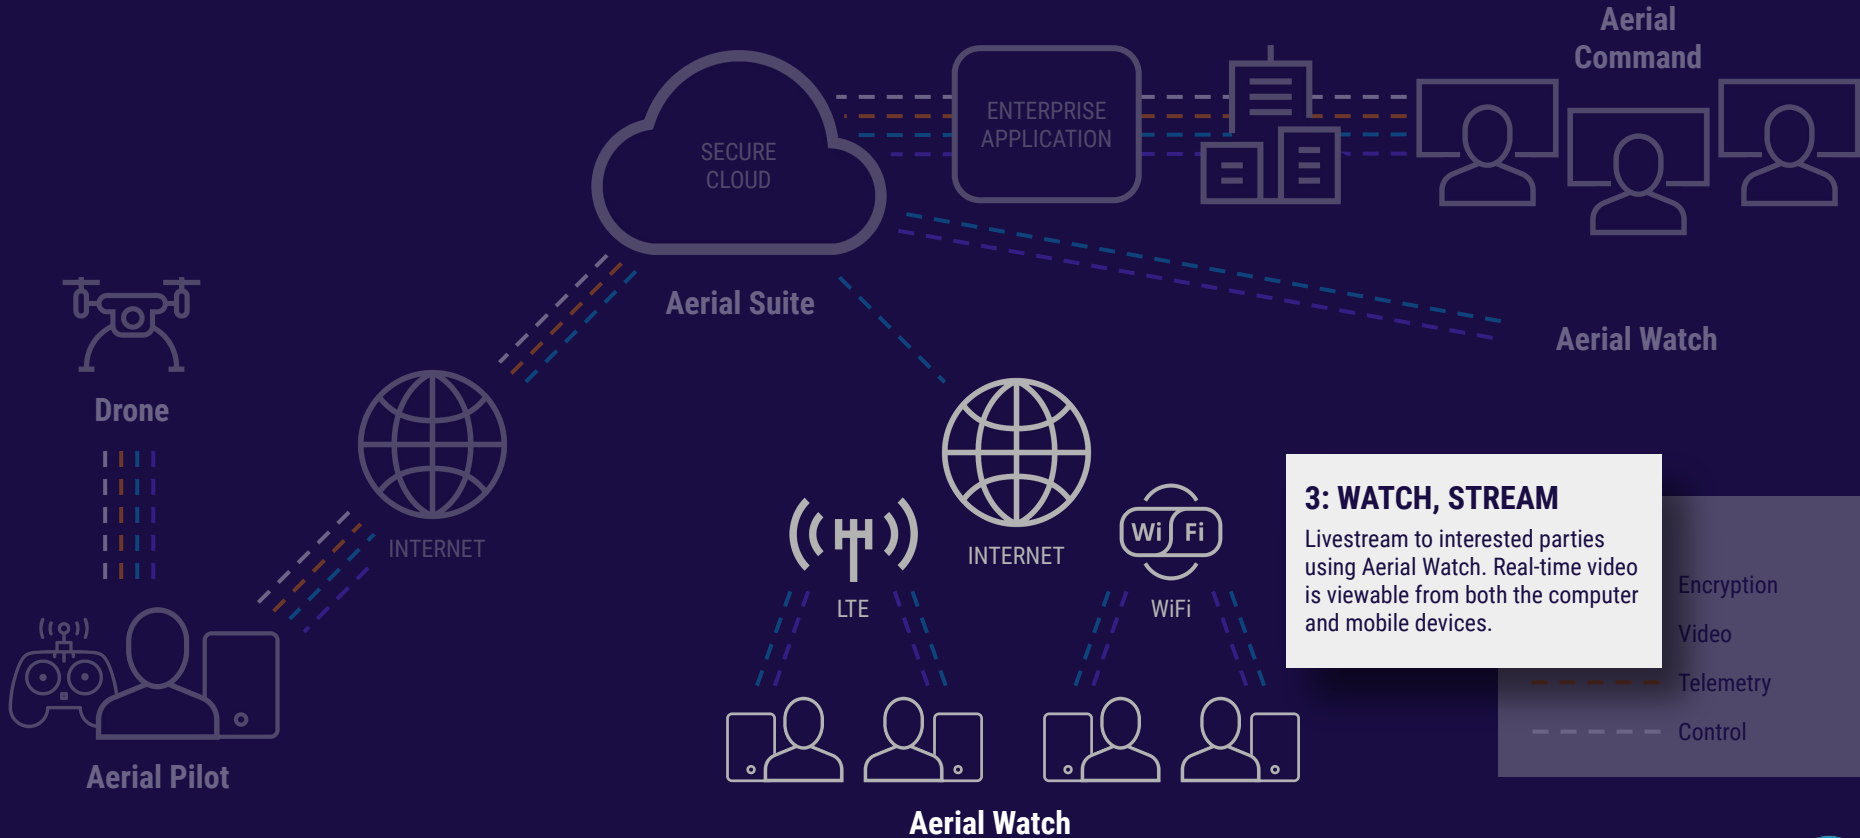 Aerial
Command
ENTERPRISE
APPLICATION
SECURE
CLOUD
Aerial Suite
Aerial Watch
Drone
INTERNET
INTERNET
Wi Fi
LTE
WiFi
3: WATCH, STREAM
Livestream to interested parties
using Aerial Watch. Real-time video
is viewable from both the computer
and mobile devices.
Encryption
Video
Telemetry
Control
Aerial Pilot
Aerial Watch